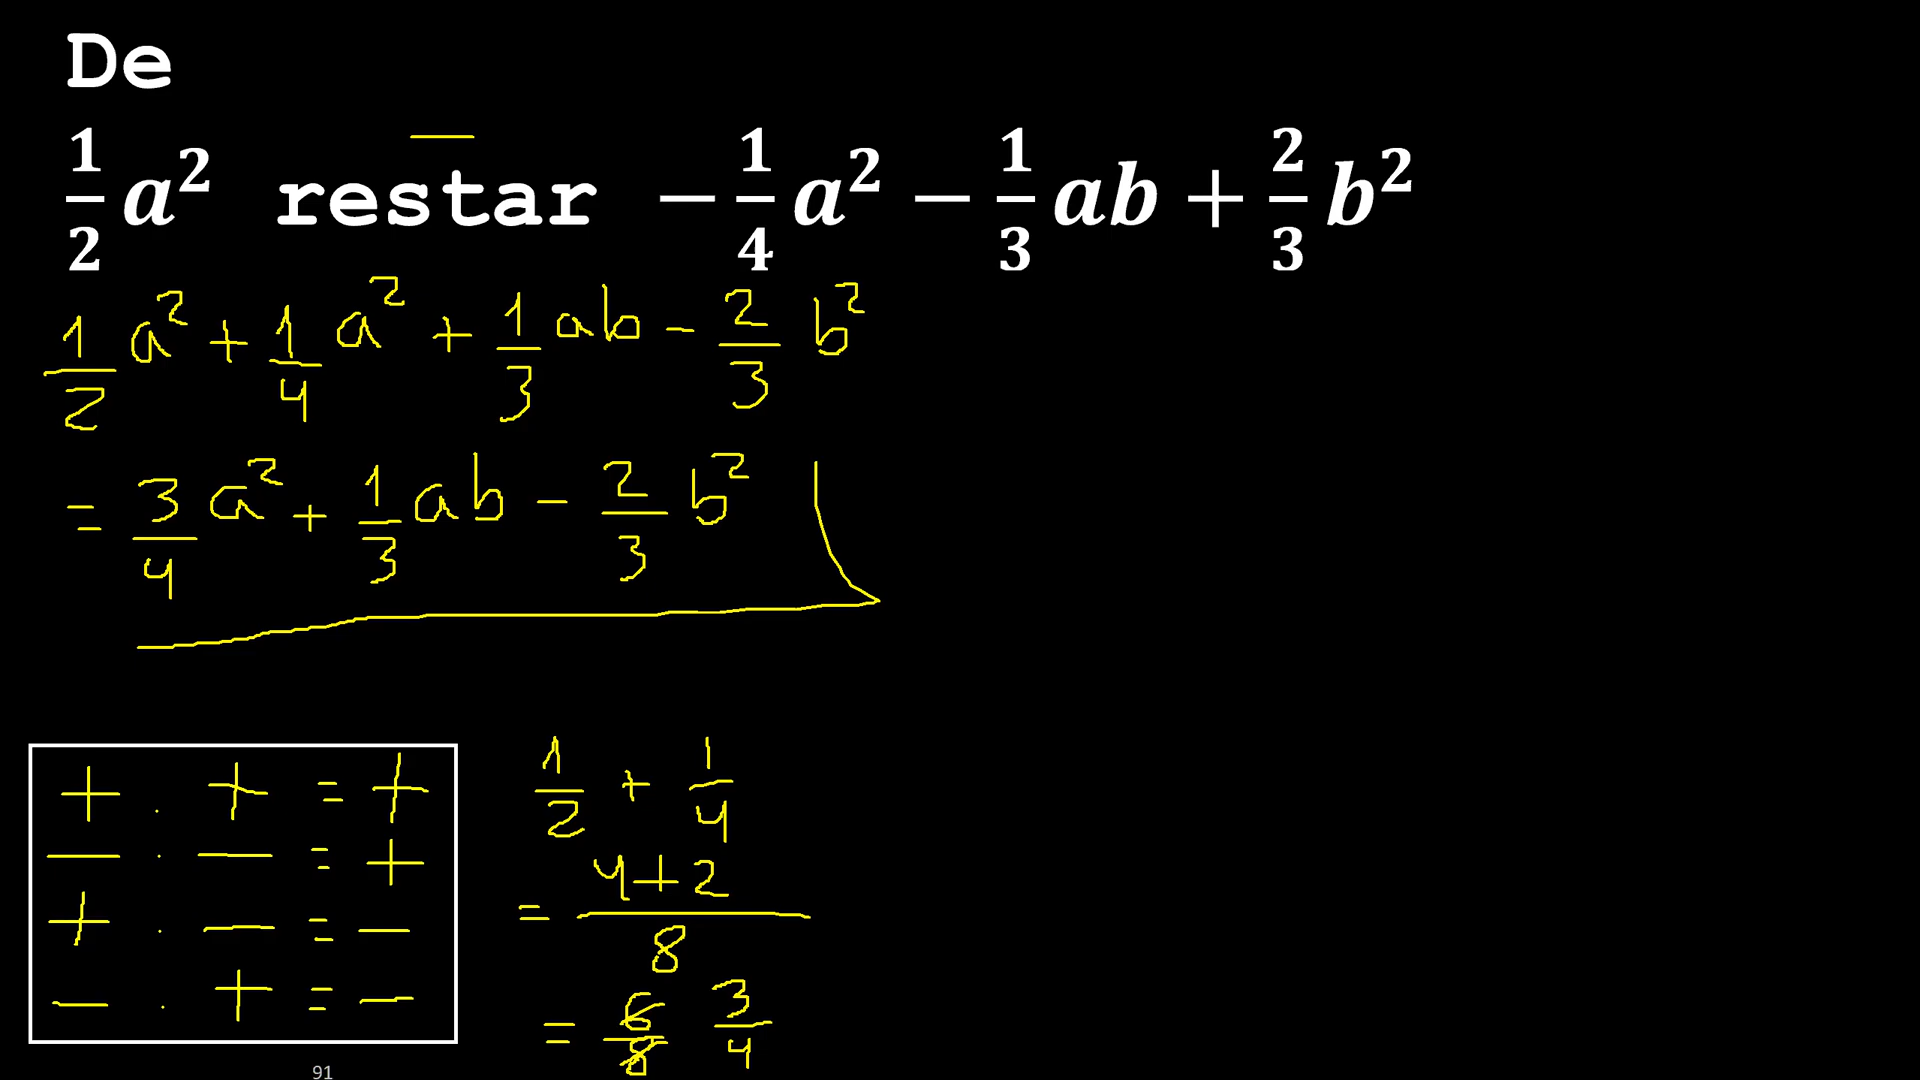 De
1/2 a² restar −1/4 a² − 1/3 ab + 2/3 b²
1/2 a² + 1/4 a² + 1/3 ab − 2/3 b²
= 3/4 a² + 1/3 ab − 2/3 b²
+ . + = +
− . − = +
+ . − = −
− . + = −
1/2 + 1/4
= 4+2/8
= 6/8 3/4
91